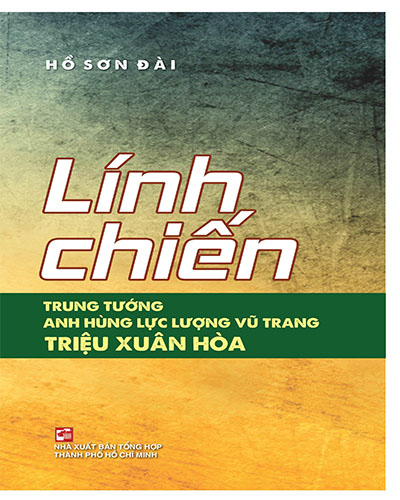 HỒ SƠN ĐÀI
Lính
chiến
TRUNG TƯỚNG
ANH HÙNG LỰC LƯỢNG VŨ TRANG
TRIỆU XUÂN HÒA
NHÀ XUẤT BẢN TỔNG HỢP
THÀNH PHỐ HỒ CHÍ MINH